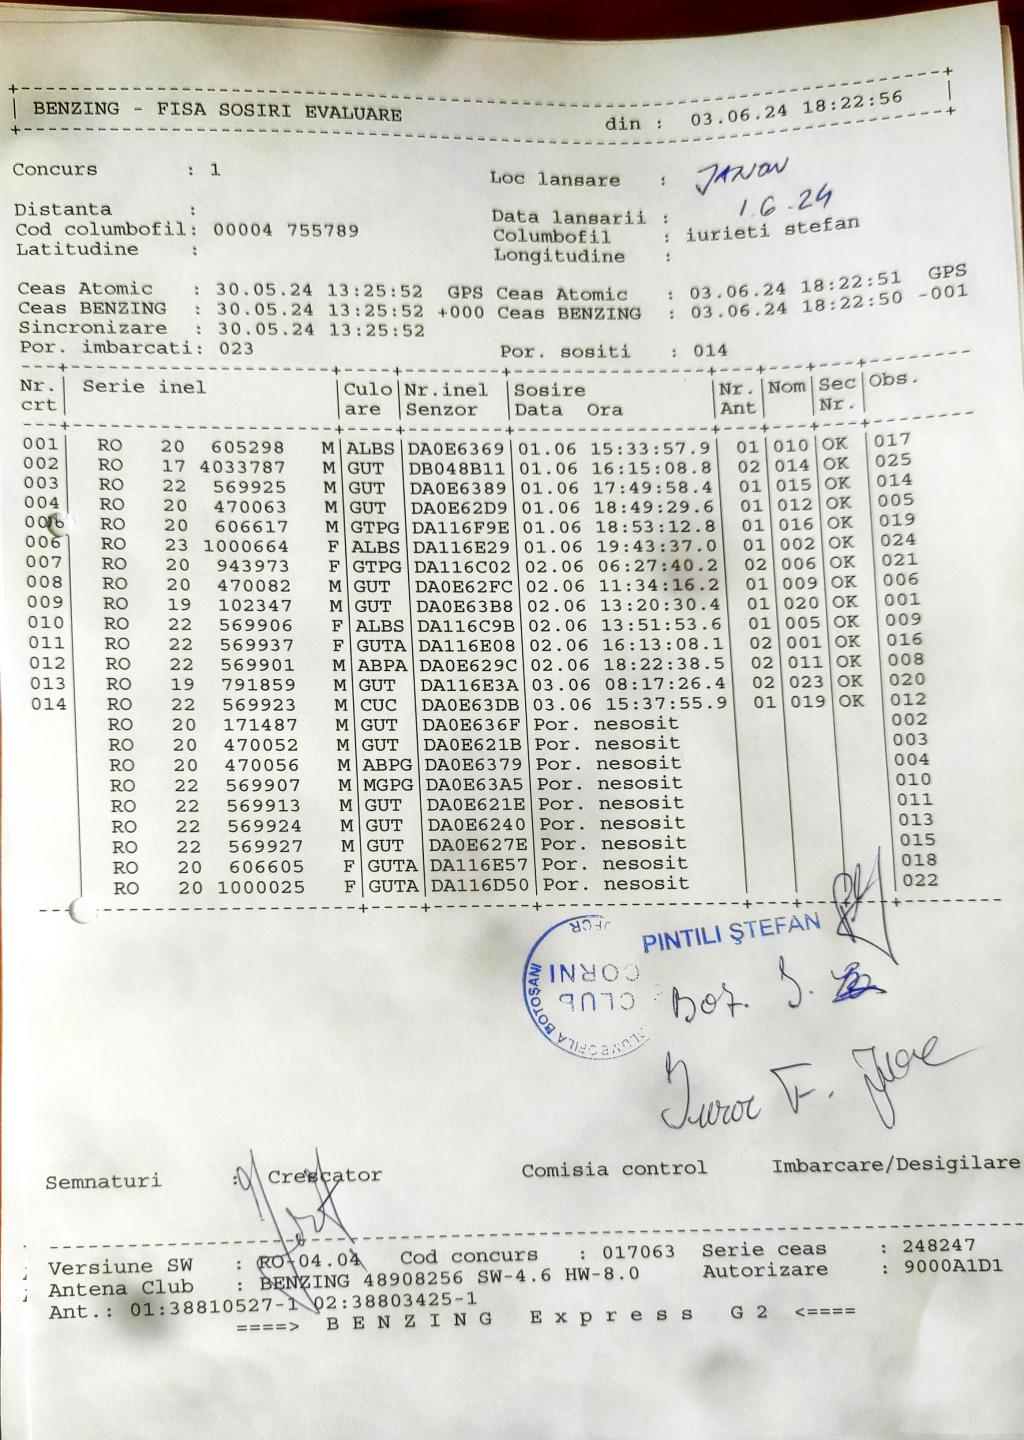 BENZING - FISA SOSIRI EVALUARE din : 03.06.24 18:22:56
Concurs : 1 Loc lansare : JANOW
Distanta : Data lansarii : 1.6.24
Cod columbofil: 00004 755789 Columbofil : iurieti stefan
Latitudine : Longitudine :
Ceas Atomic : 30.05.24 13:25:52 GPS Ceas Atomic : 03.06.24 18:22:51 GPS
Ceas BENZING : 30.05.24 13:25:52 +000 Ceas BENZING : 03.06.24 18:22:50 -001
Sincronizare : 30.05.24 13:25:52
Por. imbarcati: 023 Por. sositi : 014
Nr. Serie inel Culo Nr.inel Sosire Nr. Nom Sec Obs.
crt are Senzor Data Ora Ant Nr.
001 RO 20 605298 M ALBS DA0E6369 01.06 15:33:57.9 01 010 OK 017
002 RO 17 4033787 M GUT DB048B11 01.06 16:15:08.8 02 014 OK 025
003 RO 22 569925 M GUT DA0E6389 01.06 17:49:58.4 01 015 OK 014
004 RO 20 470063 M GUT DA0E62D9 01.06 18:49:29.6 01 012 OK 005
005 RO 20 606617 M GTPG DA116F9E 01.06 18:53:12.8 01 016 OK 019
006 RO 23 1000664 F ALBS DA116E29 01.06 19:43:37.0 01 002 OK 024
007 RO 20 943973 F GTPG DA116C02 02.06 06:27:40.2 02 006 OK 021
008 RO 20 470082 M GUT DA0E62FC 02.06 11:34:16.2 01 009 OK 006
009 RO 19 102347 M GUT DA0E63B8 02.06 13:20:30.4 01 020 OK 001
010 RO 22 569906 F ALBS DA116C9B 02.06 13:51:53.6 01 005 OK 009
011 RO 22 569937 F GUTA DA116E08 02.06 16:13:08.1 02 001 OK 016
012 RO 22 569901 M ABPA DA0E629C 02.06 18:22:38.5 02 011 OK 008
013 RO 19 791859 M GUT DA116E3A 03.06 08:17:26.4 02 023 OK 020
014 RO 22 569923 M CUC DA0E63DB 03.06 15:37:55.9 01 019 OK 012
RO 20 171487 M GUT DA0E636F Por. nesosit 002
RO 20 470052 M GUT DA0E621B Por. nesosit 003
RO 20 470056 M ABPG DA0E6379 Por. nesosit 004
RO 22 569907 M MGPG DA0E63A5 Por. nesosit 010
RO 22 569913 M GUT DA0E621E Por. nesosit 011
RO 22 569924 M GUT DA0E6240 Por. nesosit 013
RO 22 569927 M GUT DA0E627E Por. nesosit 015
RO 20 606605 F GUTA DA116E57 Por. nesosit 018
RO 20 1000025 F GUTA DA116D50 Por. nesosit 022
PINTILI ŞTEFAN
CLUB
CORNI
BOTOŞANI
Semnaturi : Crescator Comisia control Imbarcare/Desigilare
Versiune SW : RO-04.04 Cod concurs : 017063 Serie ceas : 248247
Antena Club : BENZING 48908256 SW-4.6 HW-8.0 Autorizare : 9000A1D1
Ant.: 01:38810527-1 02:38803425-1
====> BENZING Express G2 <====